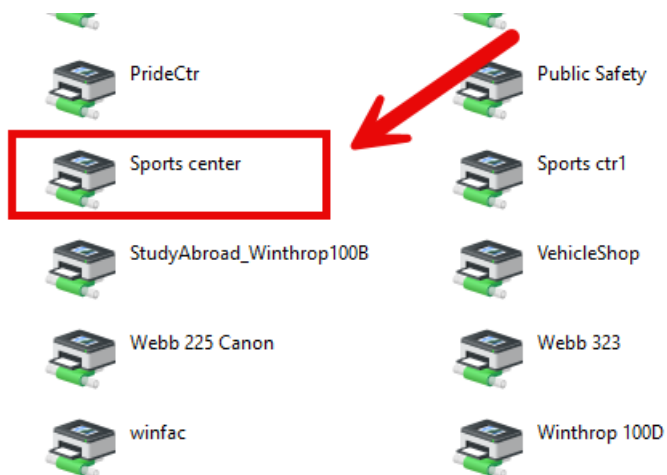 PrideCtr
Public Safety
Sports center
Sports ctr1
StudyAbroad_Winthrop100B
VehicleShop
Webb 225 Canon
Webb 323
winfac
Winthrop 100D